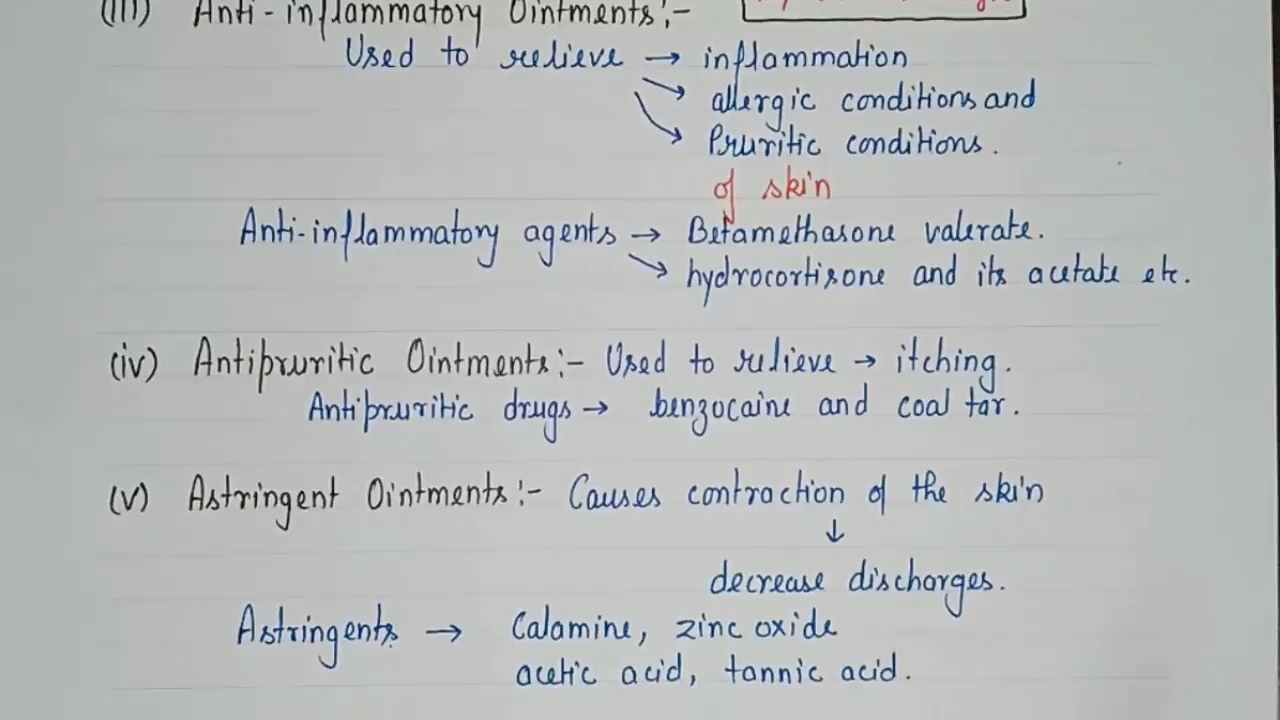 (iii) Anti-inflammatory Ointments:-
Used to relieve → inflammation
→ allergic conditions and
→ Pruritic conditions.
of skin
Anti-inflammatory agents → Betamethasone valerate.
→ hydrocortisone and its acetate etc.
(iv) Antipruritic Ointments:- Used to relieve → itching.
Antipruritic drugs → benzocaine and coal tar.
(v) Astringent Ointments:- Causes contraction of the skin
↓
decrease discharges.
Astringents → Calamine, zinc oxide
acetic acid, tannic acid.